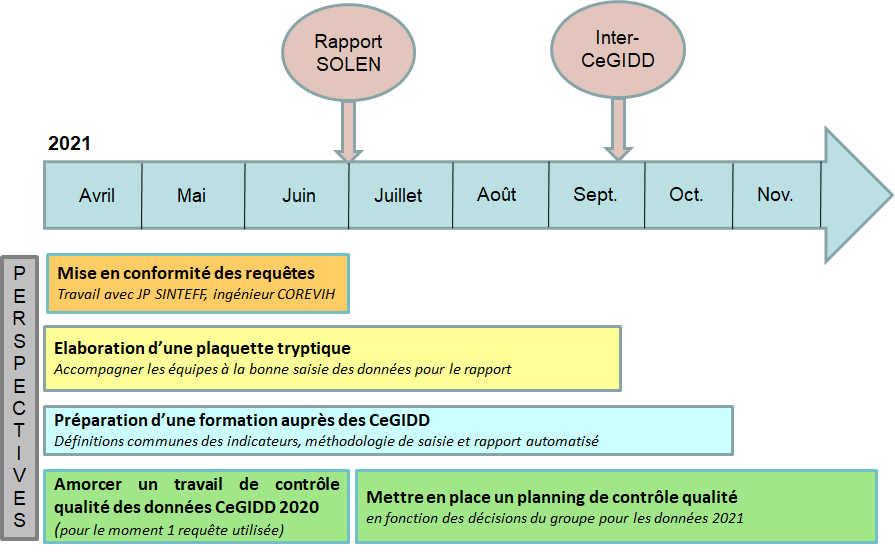 Rapport
SOLEN
Inter-
CeGIDD
2021
Avril Mai Juin Juillet Août Sept. Oct. Nov.
PERSPECTIVES
Mise en conformité des requêtes
Travail avec JP SINTEFF, ingénieur COREVIH
Elaboration d'une plaquette tryptique
Accompagner les équipes à la bonne saisie des données pour le rapport
Préparation d'une formation auprès des CeGIDD
Définitions communes des indicateurs, méthodologie de saisie et rapport automatisé
Amorcer un travail de contrôle
qualité des données CeGIDD 2020
(pour le moment 1 requête utilisée)
Mettre en place un planning de contrôle qualité
en fonction des décisions du groupe pour les données 2021